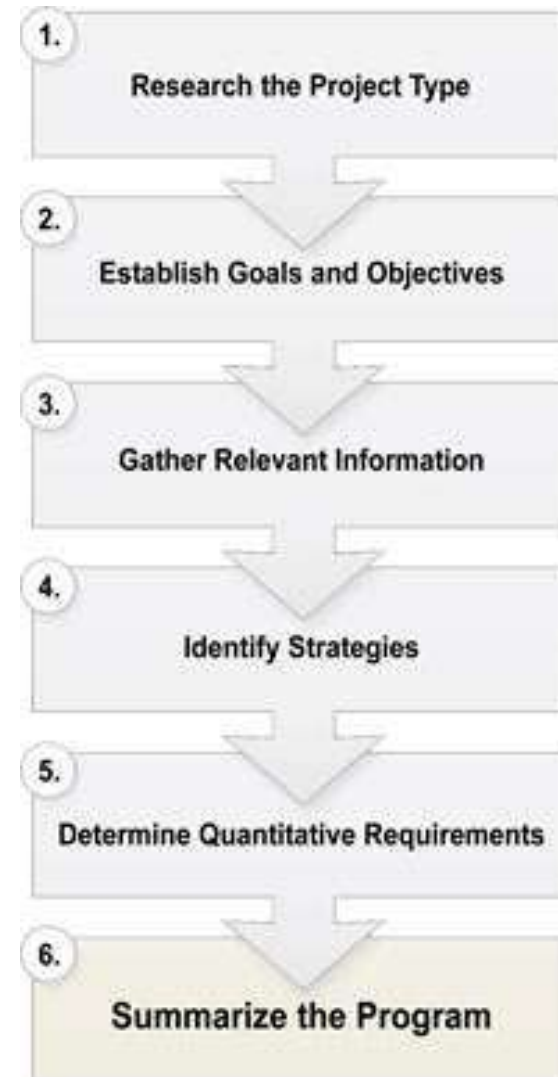 1.
Research the Project Type
2.
Establish Goals and Objectives
3.
Gather Relevant Information
4.
Identify Strategies
5.
Determine Quantitative Requirements
6.
Summarize the Program